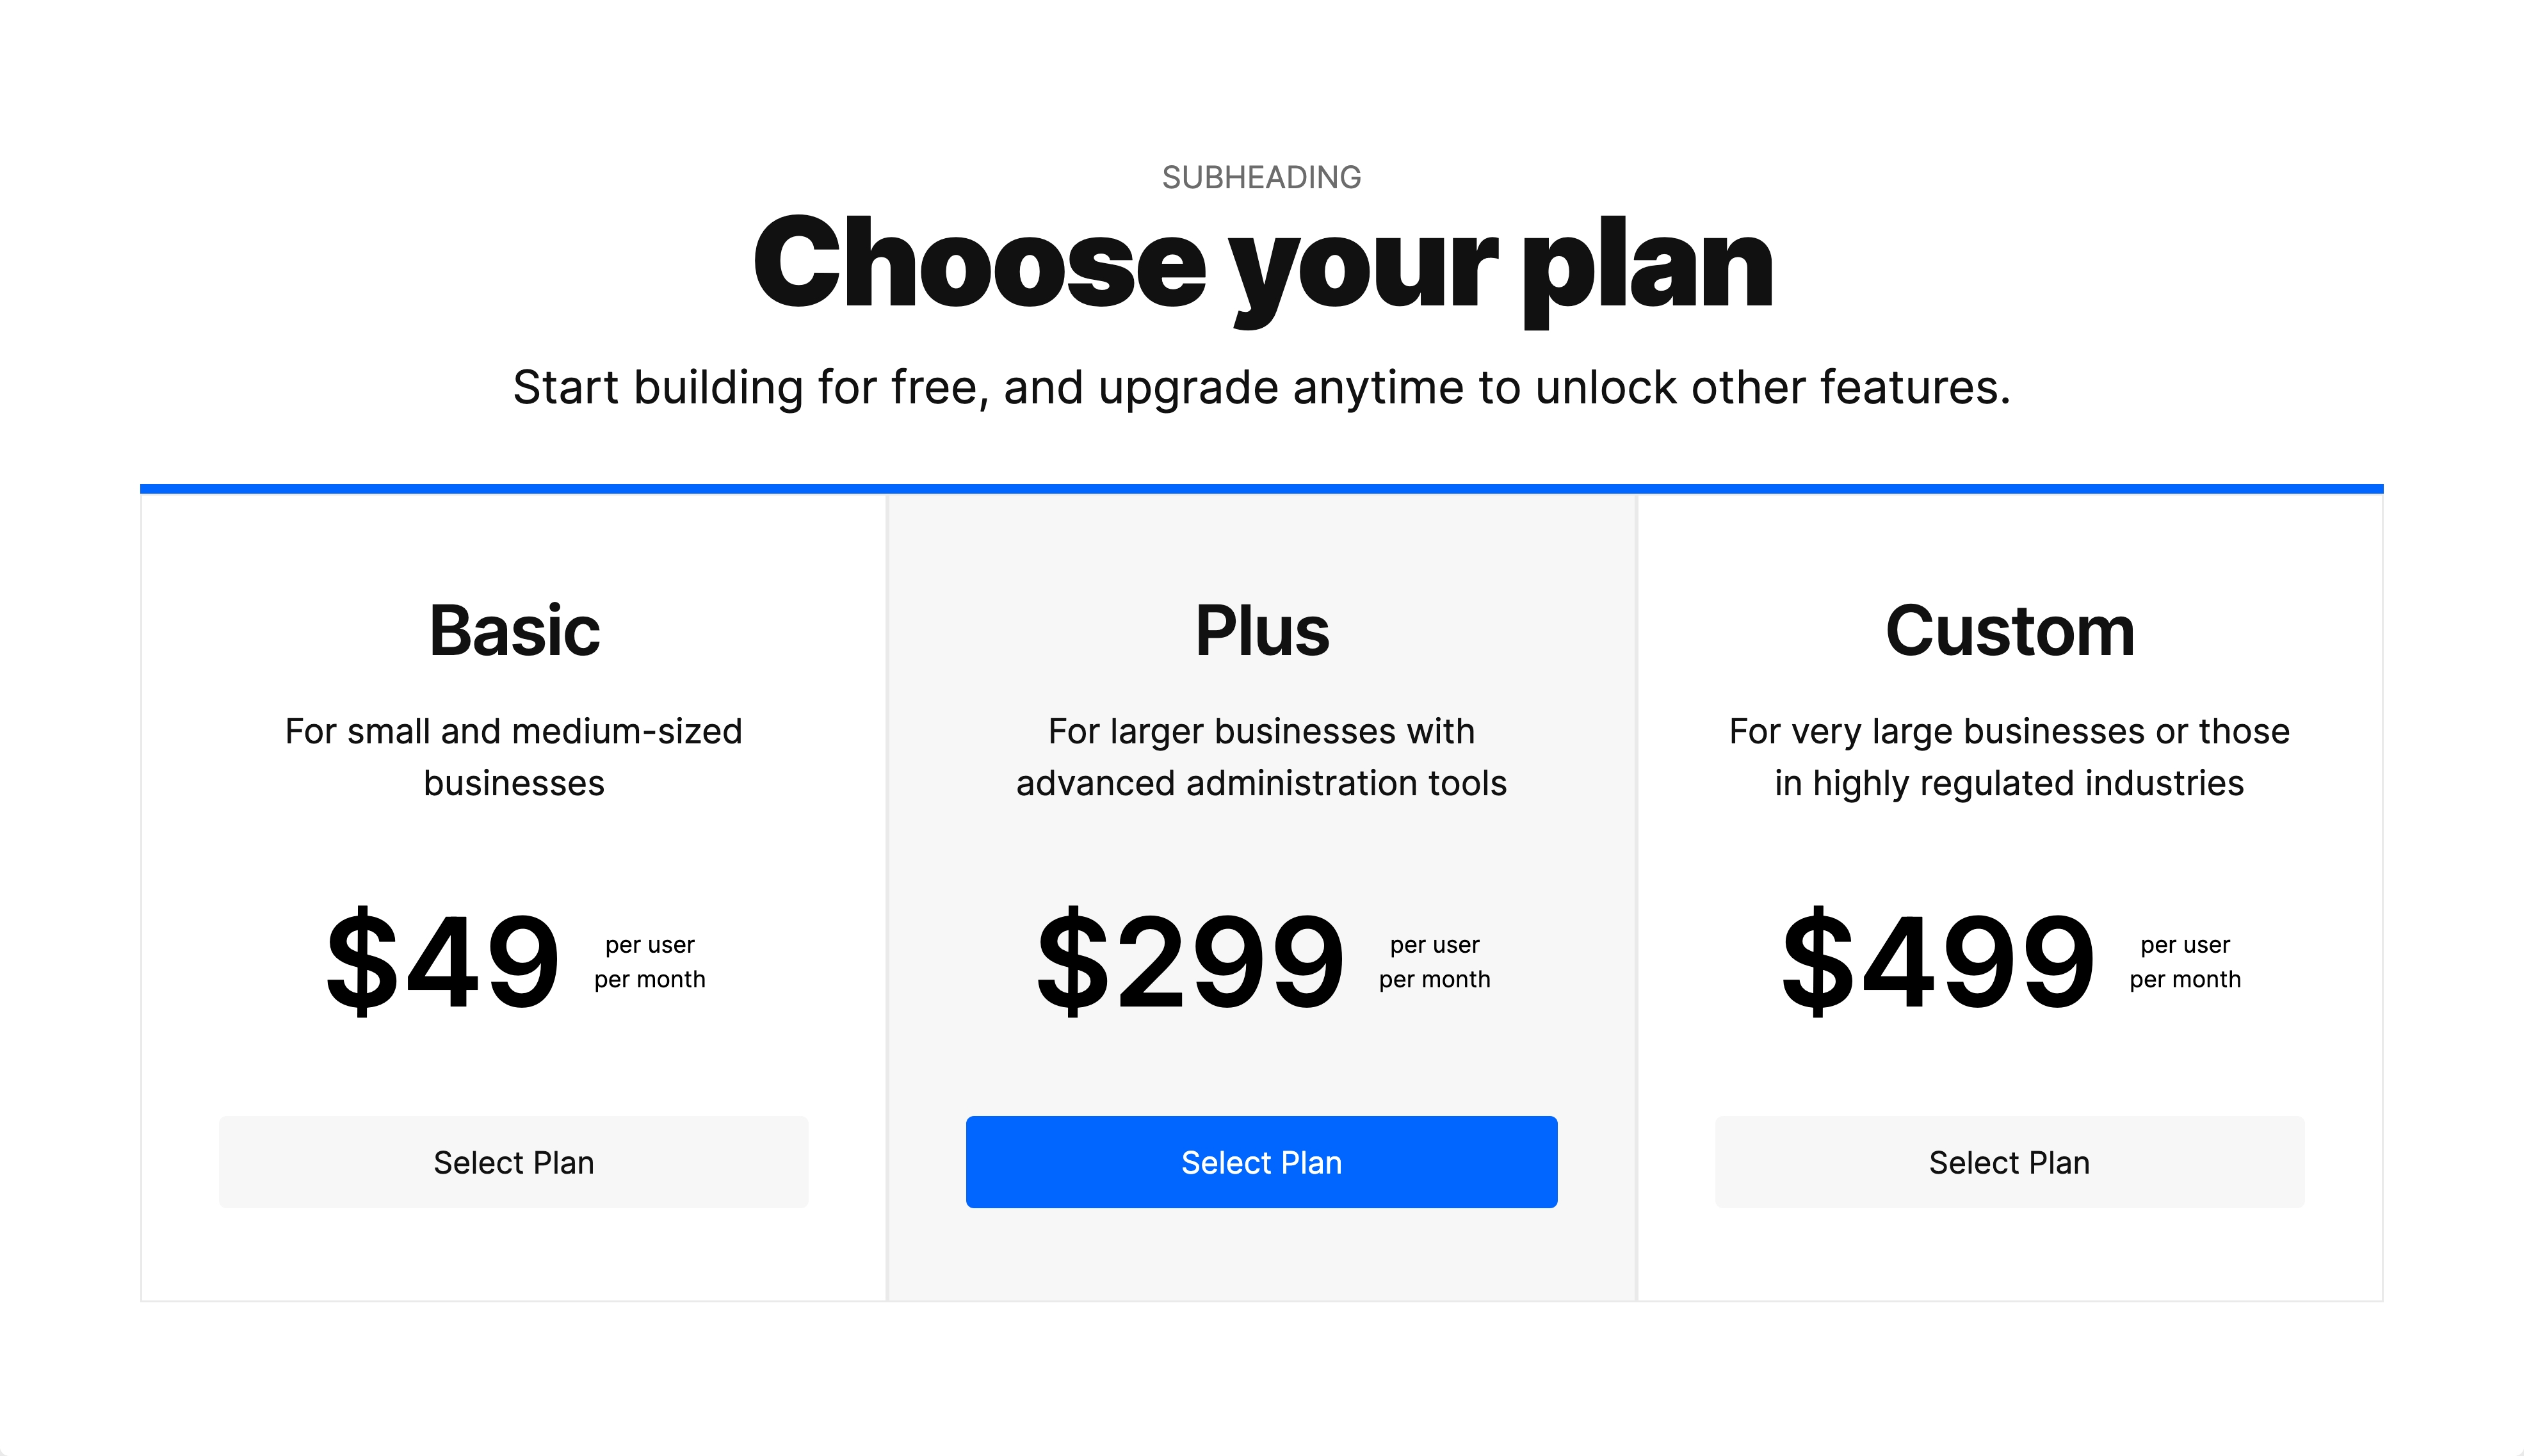 SUBHEADING
Choose your plan
Start building for free, and upgrade anytime to unlock other features.
Basic
For small and medium-sized
businesses
$49
per user
per month
Select Plan
Plus
For larger businesses with
advanced administration tools
$299
per user
per month
Select Plan
Custom
For very large businesses or those
in highly regulated industries
$499
per user
per month
Select Plan